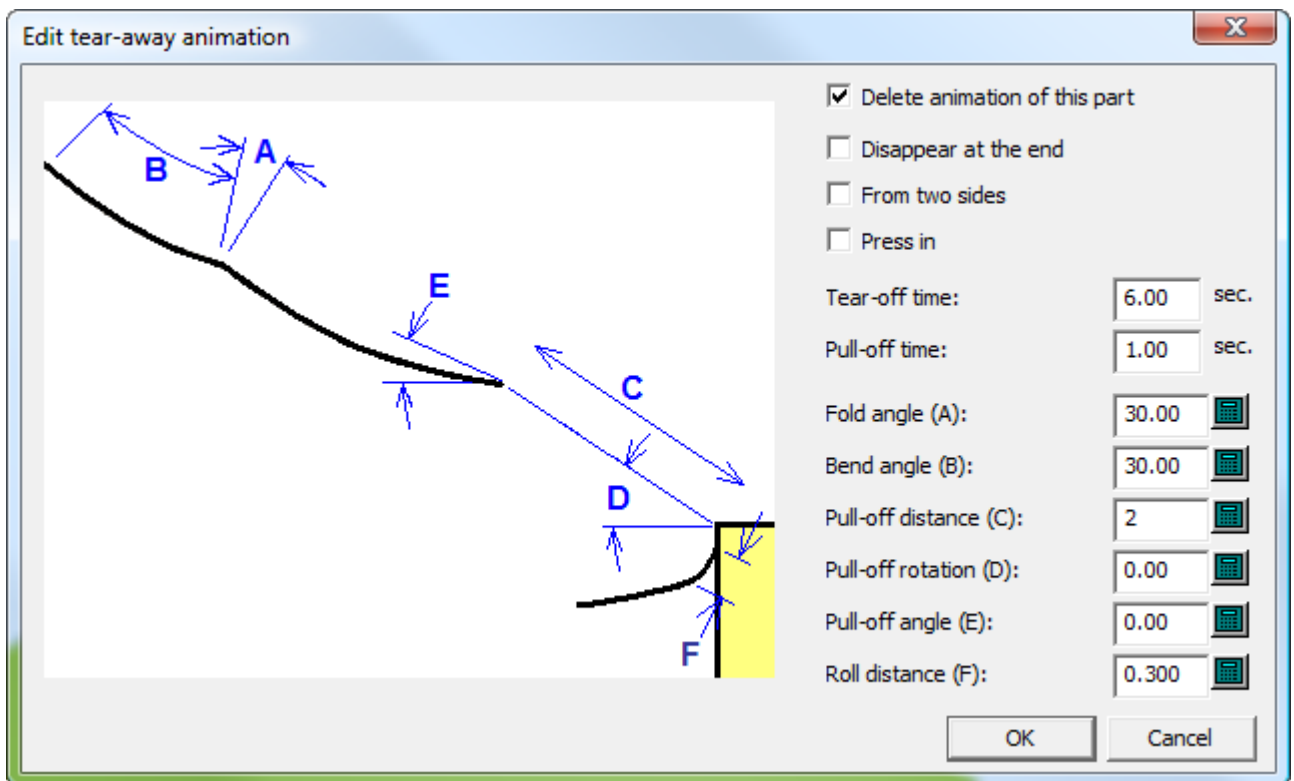 Edit tear-away animation
B
A
E
C
D
F
Delete animation of this part
Disappear at the end
From two sides
Press in
Tear-off time: 6.00 sec.
Pull-off time: 1.00 sec.
Fold angle (A): 30.00
Bend angle (B): 30.00
Pull-off distance (C): 2
Pull-off rotation (D): 0.00
Pull-off angle (E): 0.00
Roll distance (F): 0.300
OK Cancel